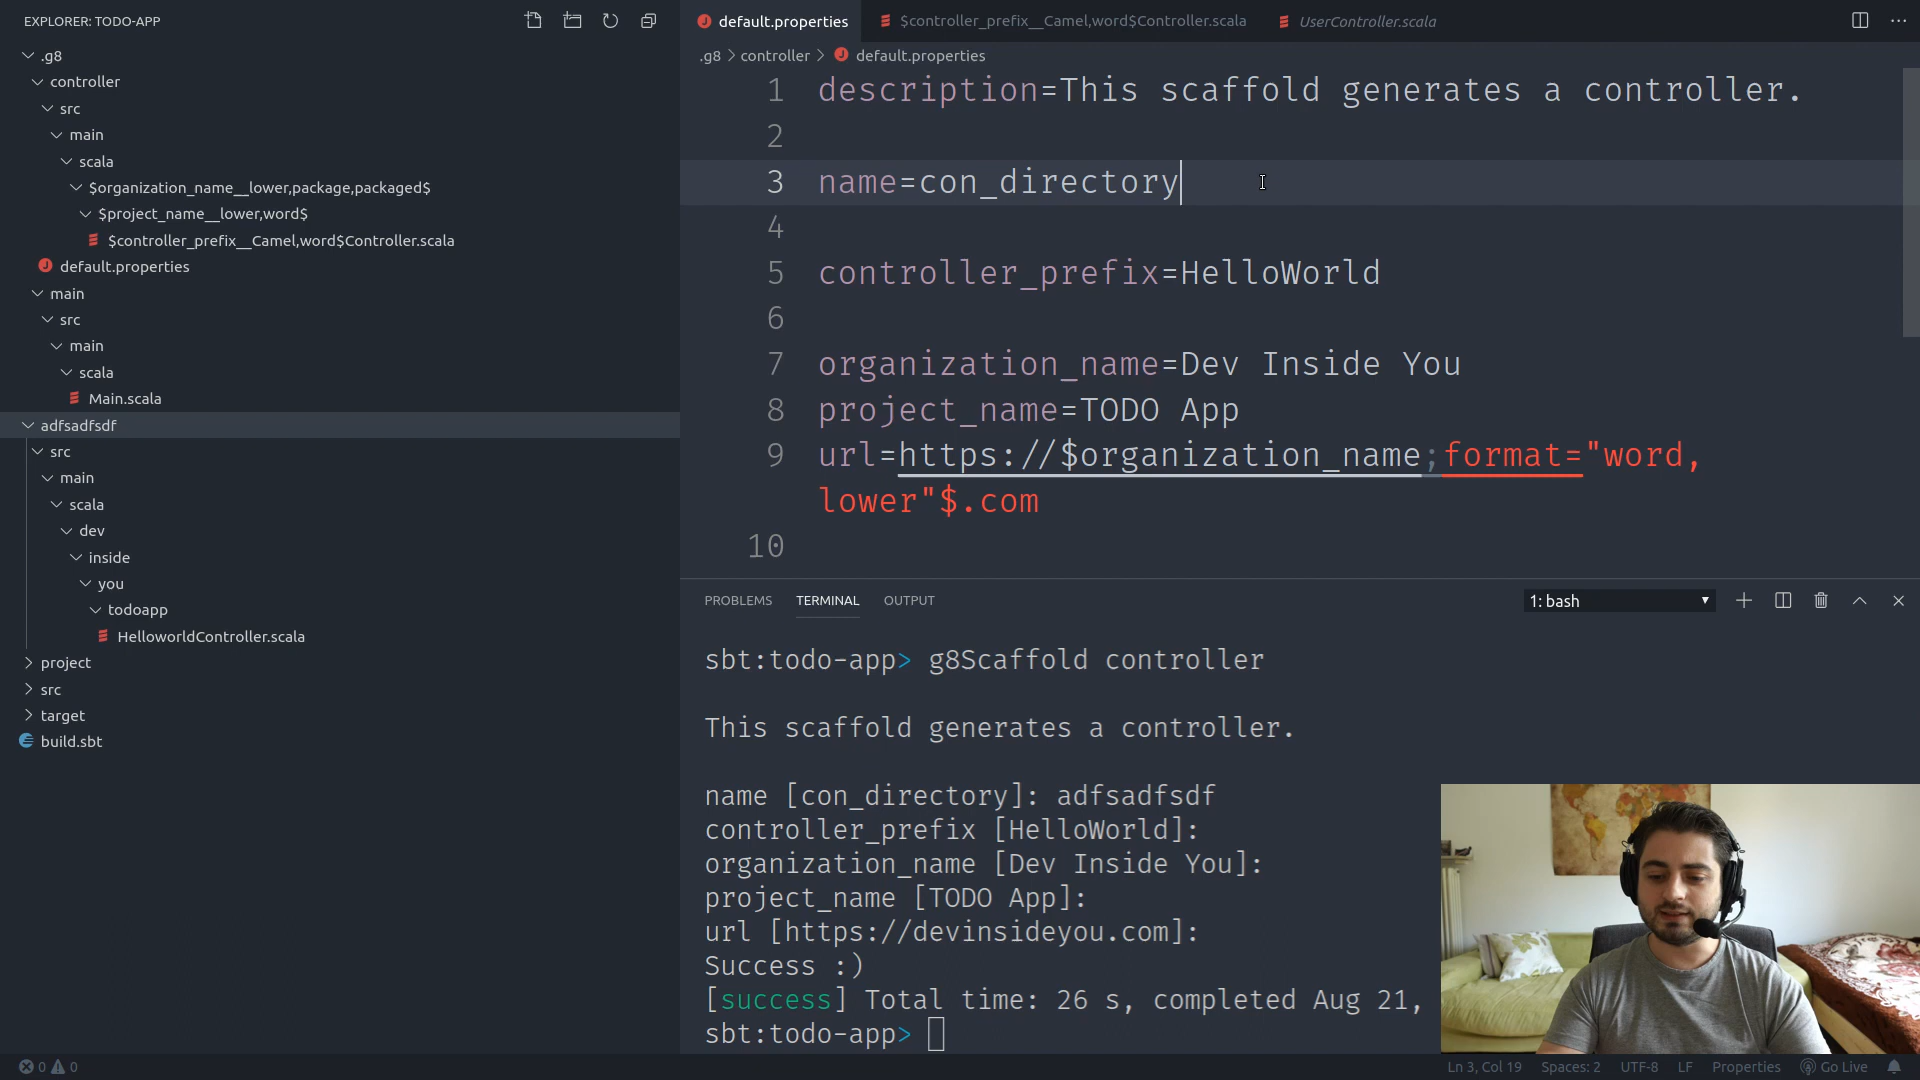 EXPLORER: TODO-APP
.g8
controller
src
main
scala
$organization_name__lower,package,packaged$
$project_name__lower,word$
$controller_prefix__Camel,word$Controller.scala
default.properties
main
src
main
scala
Main.scala
adfsadfsdf
src
main
scala
dev
inside
you
todoapp
HelloworldController.scala
project
src
target
build.sbt
default.properties
$controller_prefix__Camel,word$Controller.scala
UserController.scala
.g8 > controller > default.properties
1 description=This scaffold generates a controller.
2
3 name=con_directory
4
5 controller_prefix=HelloWorld
6
7 organization_name=Dev Inside You
8 project_name=TODO App
9 url=https://$organization_name;format="word,
lower"$.com
10
PROBLEMS TERMINAL OUTPUT 1: bash
sbt:todo-app> g8Scaffold controller
This scaffold generates a controller.
name [con_directory]: adfsadfsdf
controller_prefix [HelloWorld]:
organization_name [Dev Inside You]:
project_name [TODO App]:
url [https://devinsideyou.com]:
Success :)
[success] Total time: 26 s, completed Aug 21,
sbt:todo-app>
0 0 Ln 3, Col 19 Spaces: 2 UTF-8 LF Properties Go Live